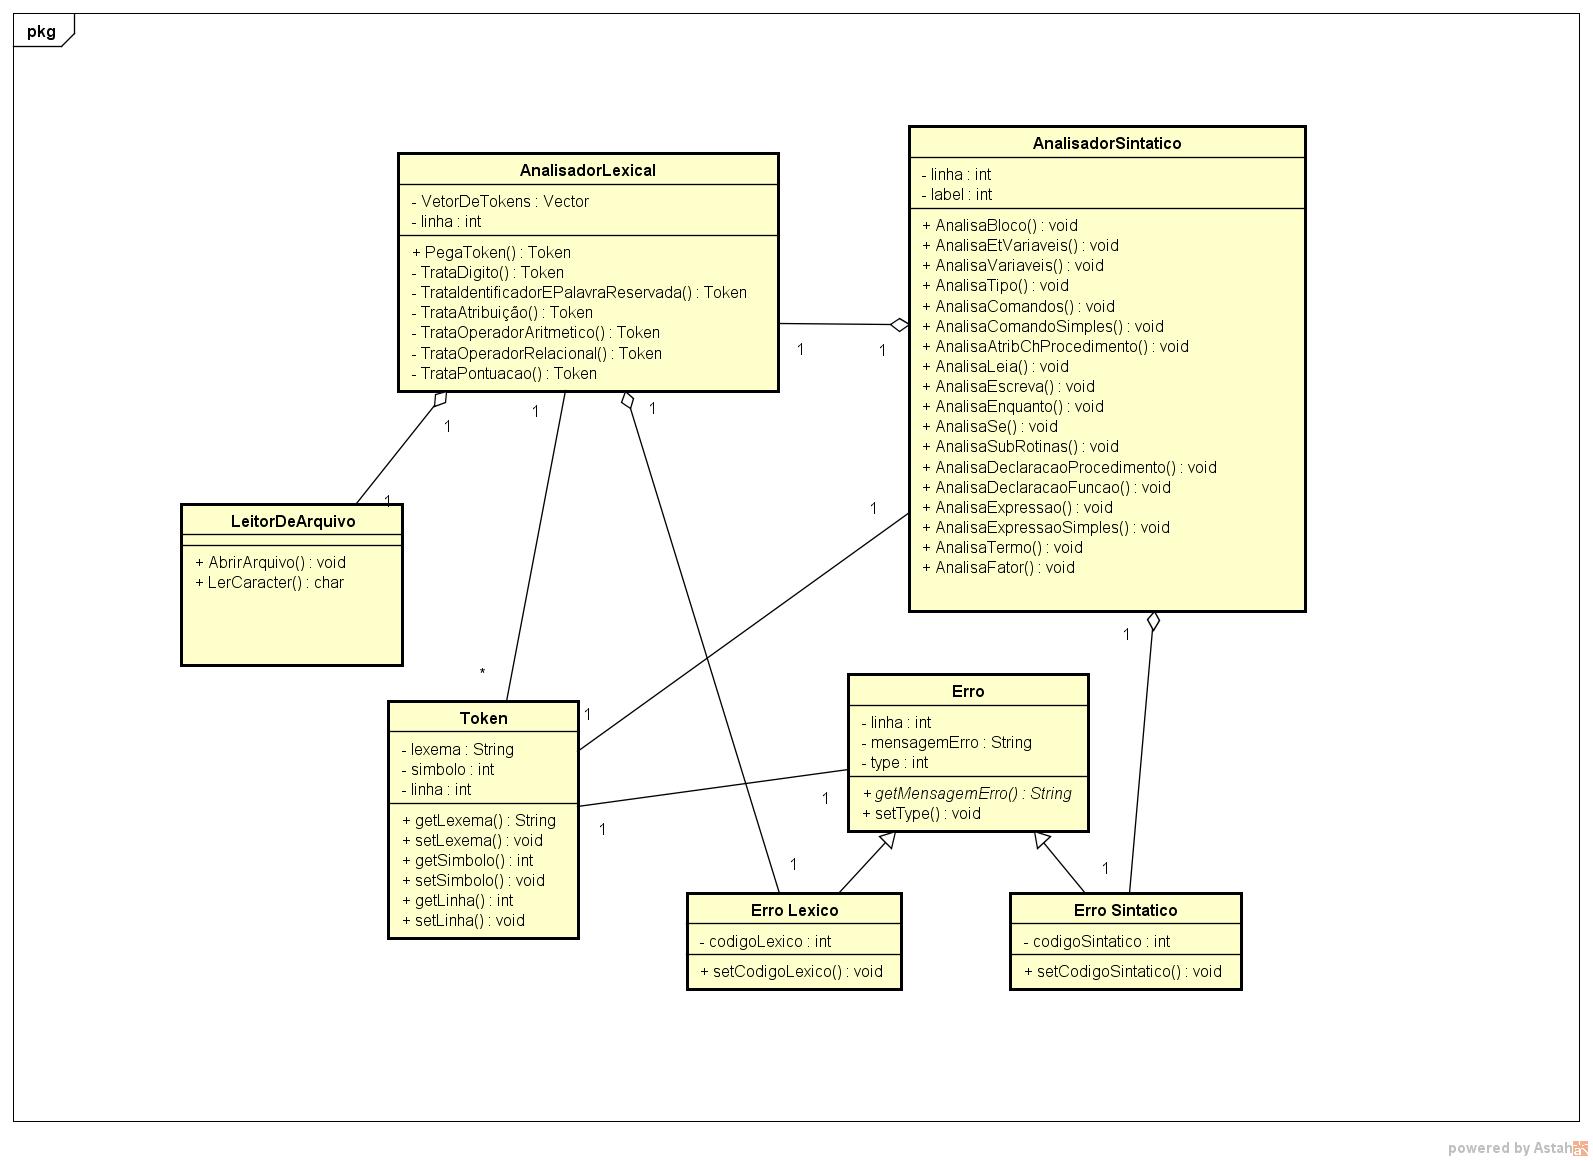 pkg
AnalisadorLexical
- VetorDeTokens : Vector
- linha : int
+ PegaToken() : Token
- TrataDigito() : Token
- TrataIdentificadorEPalavraReservada() : Token
- TrataAtribuição() : Token
- TrataOperadorAritmetico() : Token
- TrataOperadorRelacional() : Token
- TrataPontuacao() : Token
AnalisadorSintatico
- linha : int
- label : int
+ AnalisaBloco() : void
+ AnalisaEtVariaveis() : void
+ AnalisaVariaveis() : void
+ AnalisaTipo() : void
+ AnalisaComandos() : void
+ AnalisaComandoSimples() : void
+ AnalisaAtribChProcedimento() : void
+ AnalisaLeia() : void
+ AnalisaEscreva() : void
+ AnalisaEnquanto() : void
+ AnalisaSe() : void
+ AnalisaSubRotinas() : void
+ AnalisaDeclaracaoProcedimento() : void
+ AnalisaDeclaracaoFuncao() : void
+ AnalisaExpressao() : void
+ AnalisaExpressaoSimples() : void
+ AnalisaTermo() : void
+ AnalisaFator() : void
1
1
1
1
1
1
1
LeitorDeArquivo
+ AbrirArquivo() : void
+ LerCaracter() : char
*
1
1
Token
- lexema : String
- simbolo : int
- linha : int
+ getLexema() : String
+ setLexema() : void
+ getSimbolo() : int
+ setSimbolo() : void
+ getLinha() : int
+ setLinha() : void
Erro
- linha : int
- mensagemErro : String
- type : int
+ getMensagemErro() : String
+ setType() : void
1
1
1
1
Erro Lexico
- codigoLexico : int
+ setCodigoLexico() : void
Erro Sintatico
- codigoSintatico : int
+ setCodigoSintatico() : void
powered by Astah